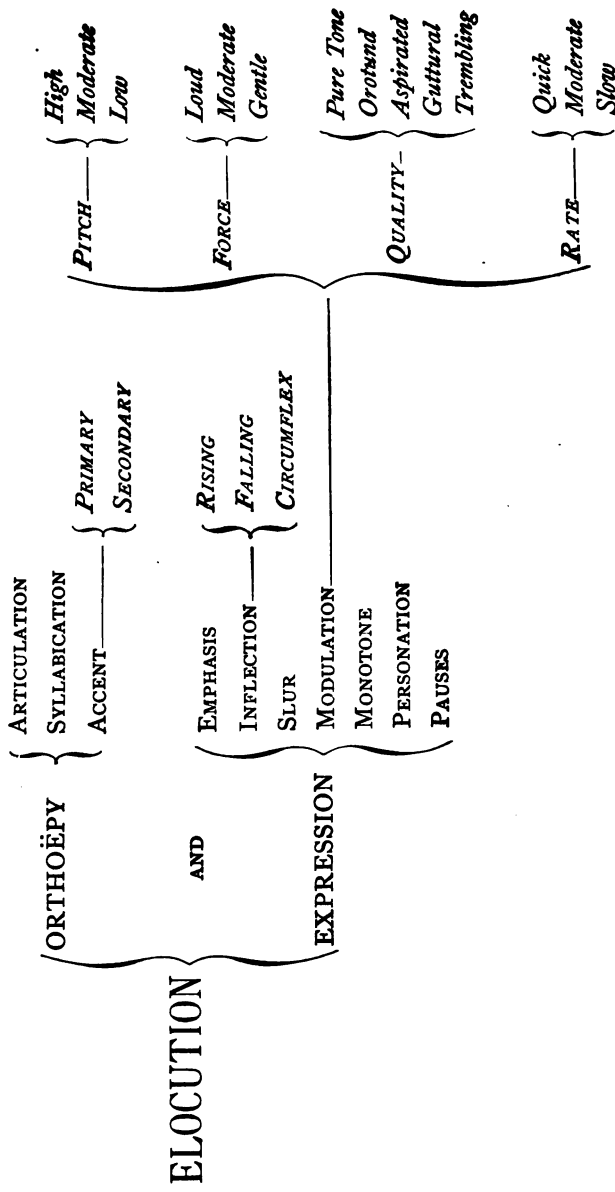 ELOCUTION
ORTHOËPY
AND
EXPRESSION
ARTICULATION
SYLLABICATION
ACCENT
PRIMARY
SECONDARY
EMPHASIS
INFLECTION
SLUR
MODULATION
MONOTONE
PERSONATION
PAUSES
RISING
FALLING
CIRCUMFLEX
PITCH
High
Moderate
Low
FORCE
Loud
Moderate
Gentle
QUALITY
Pure Tone
Orotund
Aspirated
Guttural
Trembling
RATE
Quick
Moderate
Slow